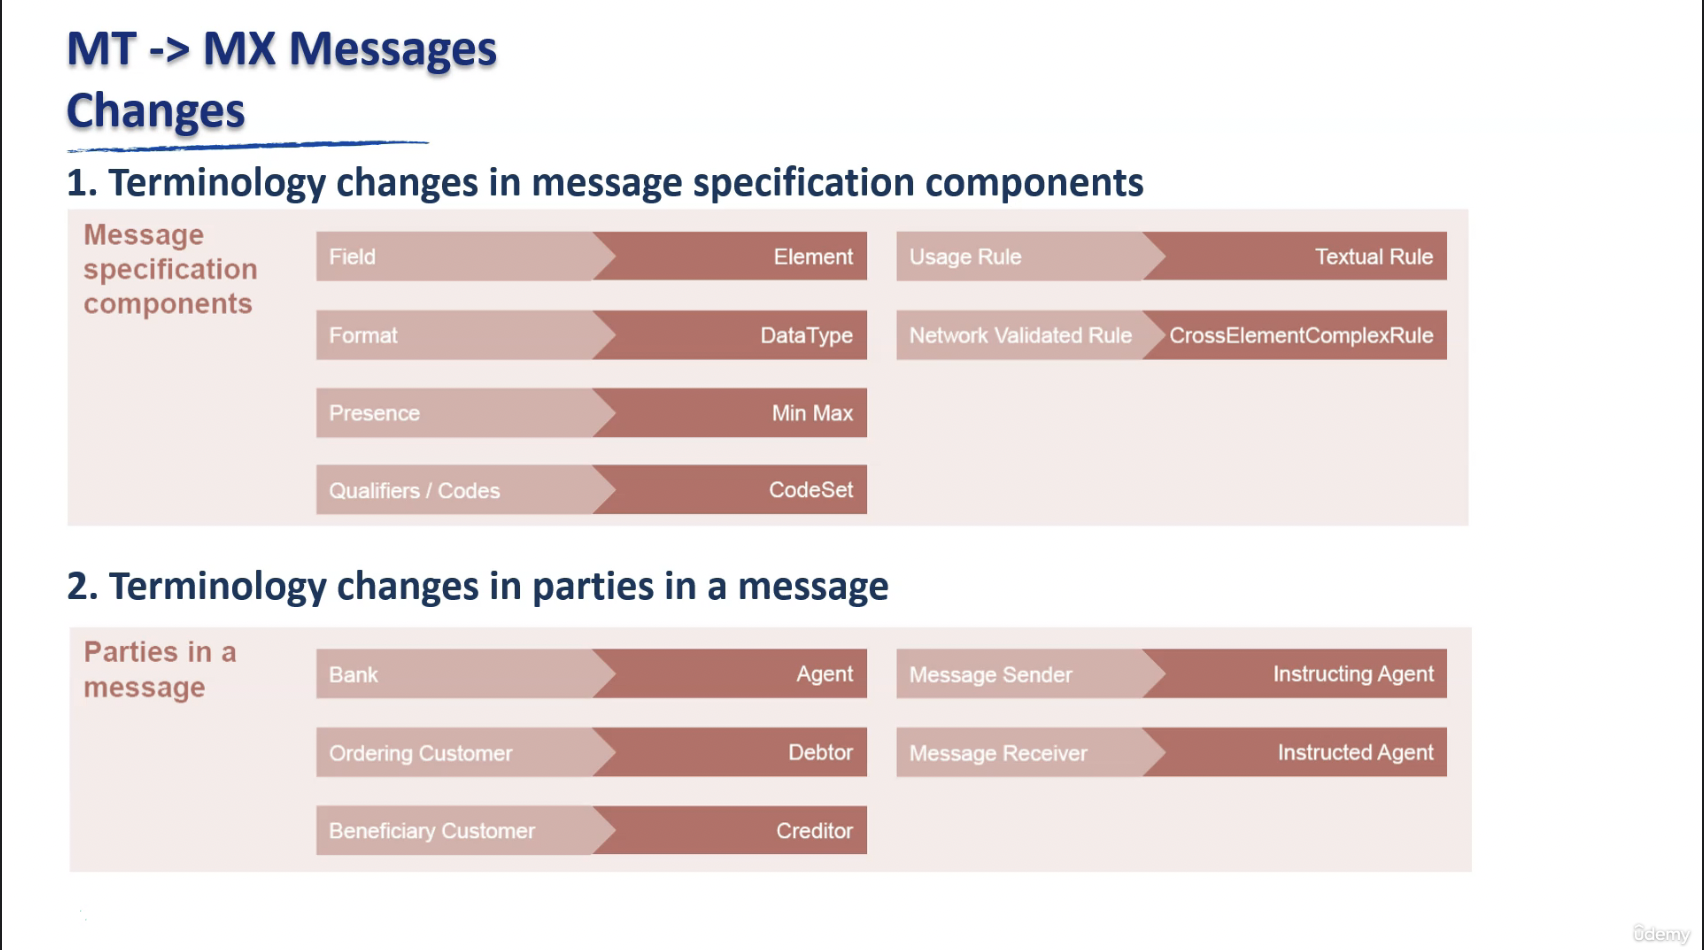 MT -> MX Messages
Changes
1. Terminology changes in message specification components
Message
specification
components
Field
Element
Format
DataType
Presence
Min Max
Qualifiers / Codes
CodeSet
Usage Rule
Textual Rule
Network Validated Rule
CrossElementComplexRule
2. Terminology changes in parties in a message
Parties in a
message
Bank
Agent
Ordering Customer
Debtor
Beneficiary Customer
Creditor
Message Sender
Instructing Agent
Message Receiver
Instructed Agent
ûdemy